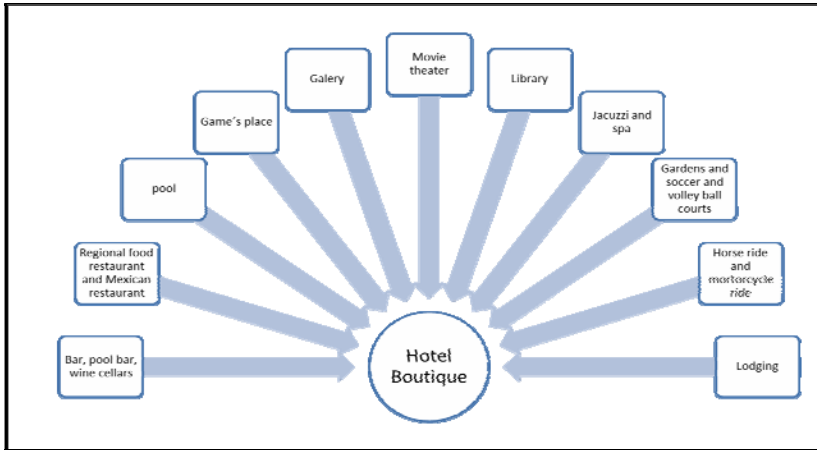 Movie
theater
Galery
Library
Game´s place
Jacuzzi and
spa
pool
Gardens and
soccer and
volley ball
courts
Regional food
restaurant
and Mexican
restaurant
Horse ride
and
mortorcycle
ride
Bar, pool bar,
wine cellars
Hotel
Boutique
Lodging